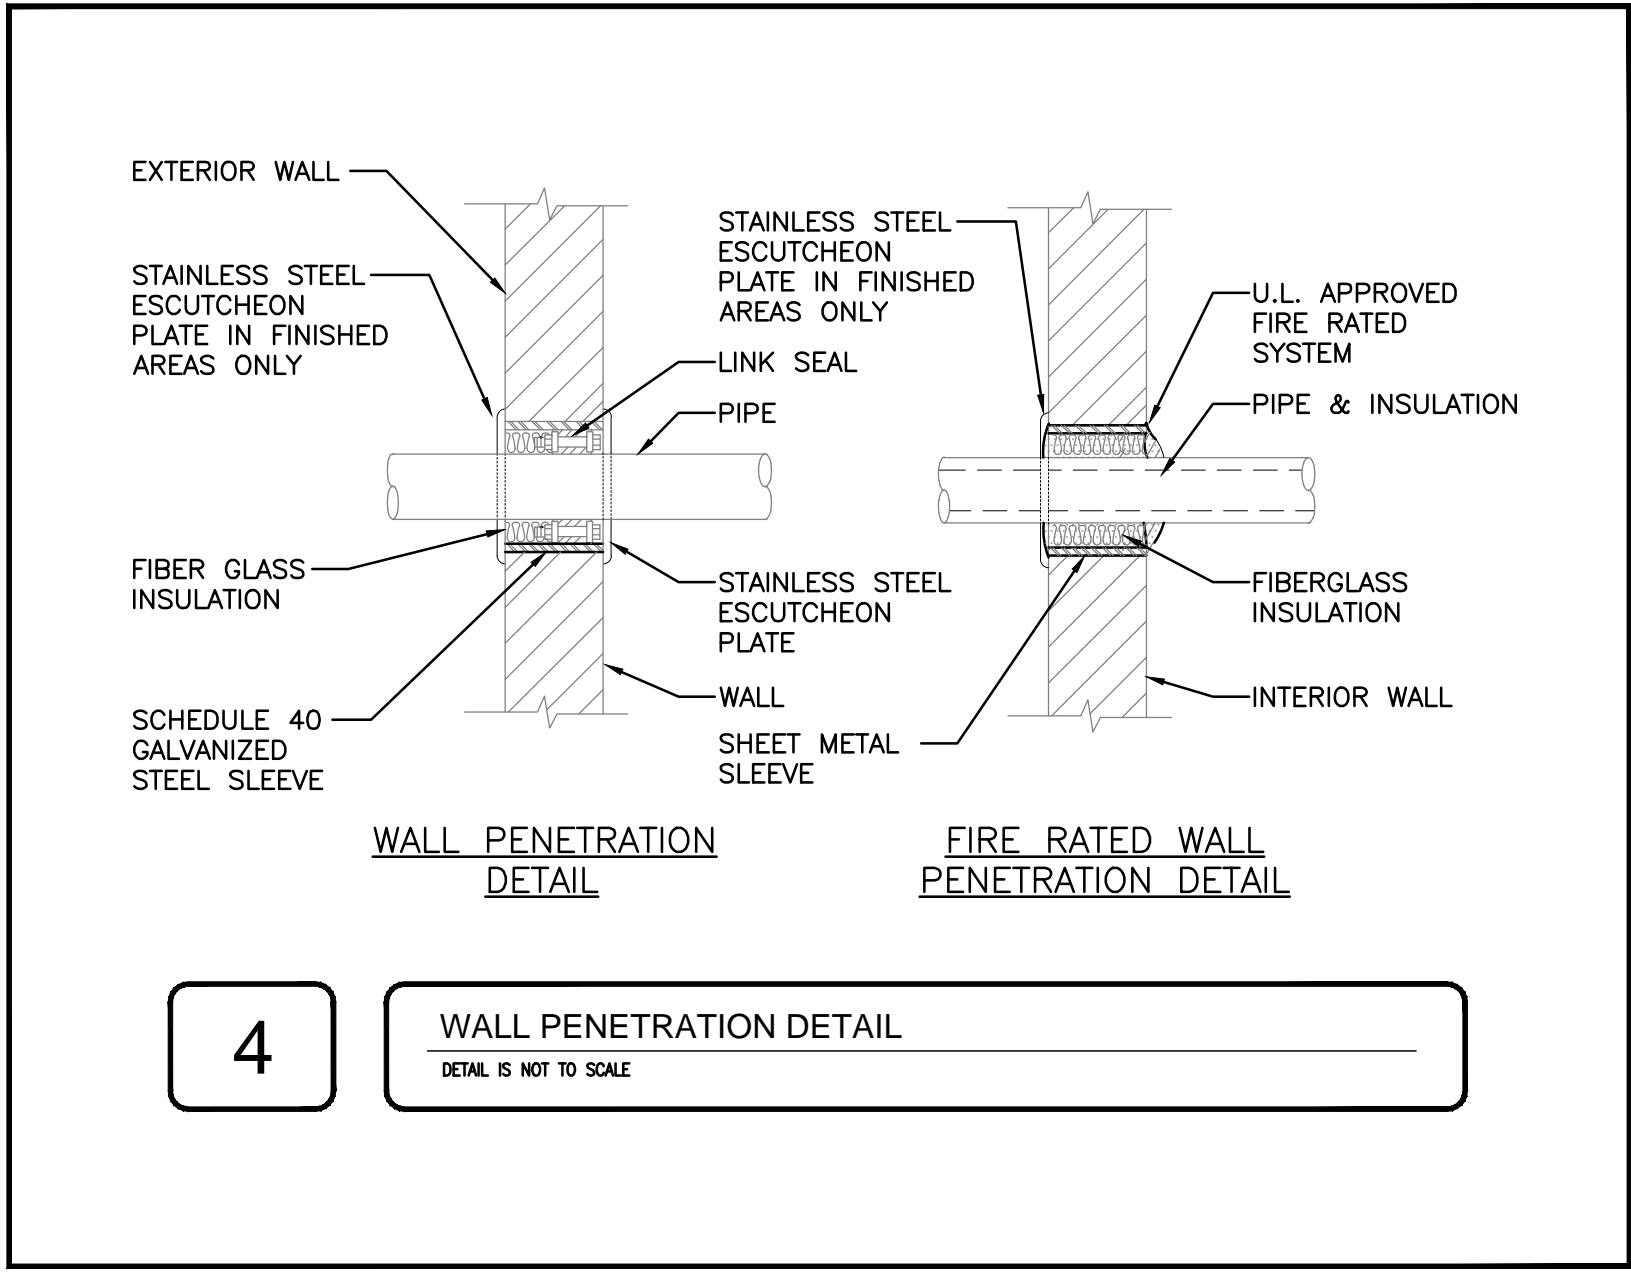 EXTERIOR WALL
STAINLESS STEEL
ESCUTCHEON
PLATE IN FINISHED
AREAS ONLY
FIBER GLASS
INSULATION
SCHEDULE 40
GALVANIZED
STEEL SLEEVE
STAINLESS STEEL
ESCUTCHEON
PLATE IN FINISHED
AREAS ONLY
LINK SEAL
PIPE
STAINLESS STEEL
ESCUTCHEON
PLATE
WALL
SHEET METAL
SLEEVE
U.L. APPROVED
FIRE RATED
SYSTEM
PIPE & INSULATION
FIBERGLASS
INSULATION
INTERIOR WALL
WALL PENETRATION
DETAIL
FIRE RATED WALL
PENETRATION DETAIL
4
WALL PENETRATION DETAIL
DETAIL IS NOT TO SCALE